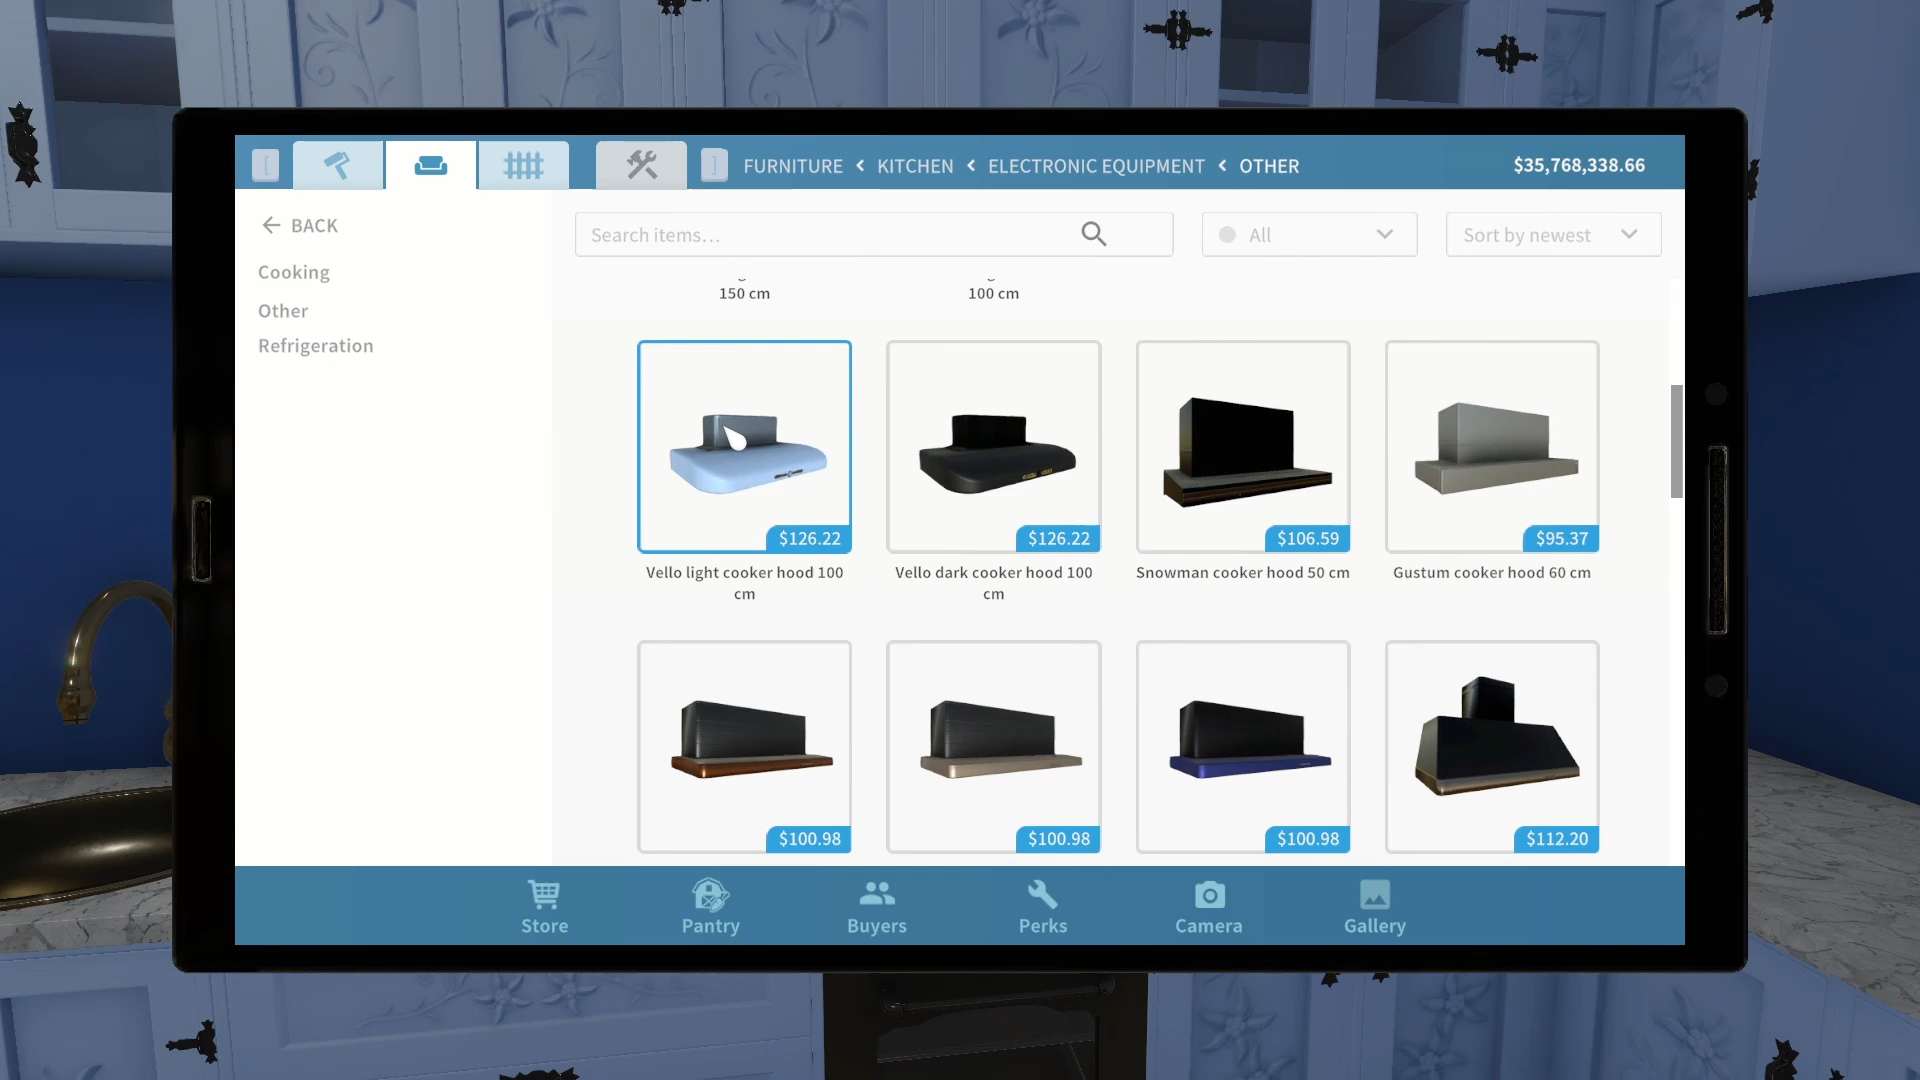 [
]
FURNITURE < KITCHEN < ELECTRONIC EQUIPMENT < OTHER
$35,768,338.66
← BACK
Cooking
Other
Refrigeration
Search items...
All
Sort by newest
150 cm
100 cm
$126.22
$126.22
$106.59
$95.37
Vello light cooker hood 100
cm
Vello dark cooker hood 100
cm
Snowman cooker hood 50 cm
Gustum cooker hood 60 cm
$100.98
$100.98
$100.98
$112.20
Store
Pantry
Buyers
Perks
Camera
Gallery